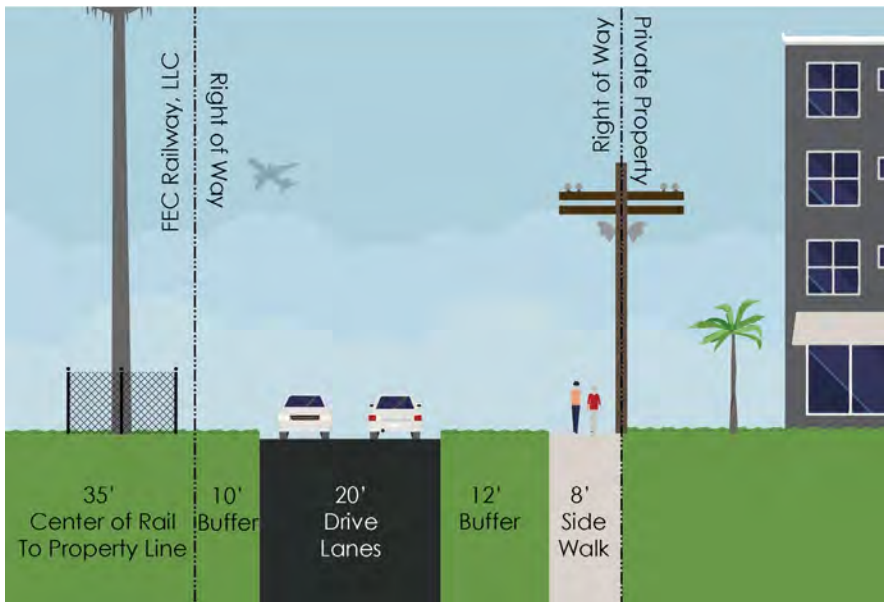 FEC Railway, LLC
Right of Way
Right of Way
Private Property
35’
Center of Rail
To Property Line
10’
Buffer
20’
Drive
Lanes
12’
Buffer
8’
Side
Walk